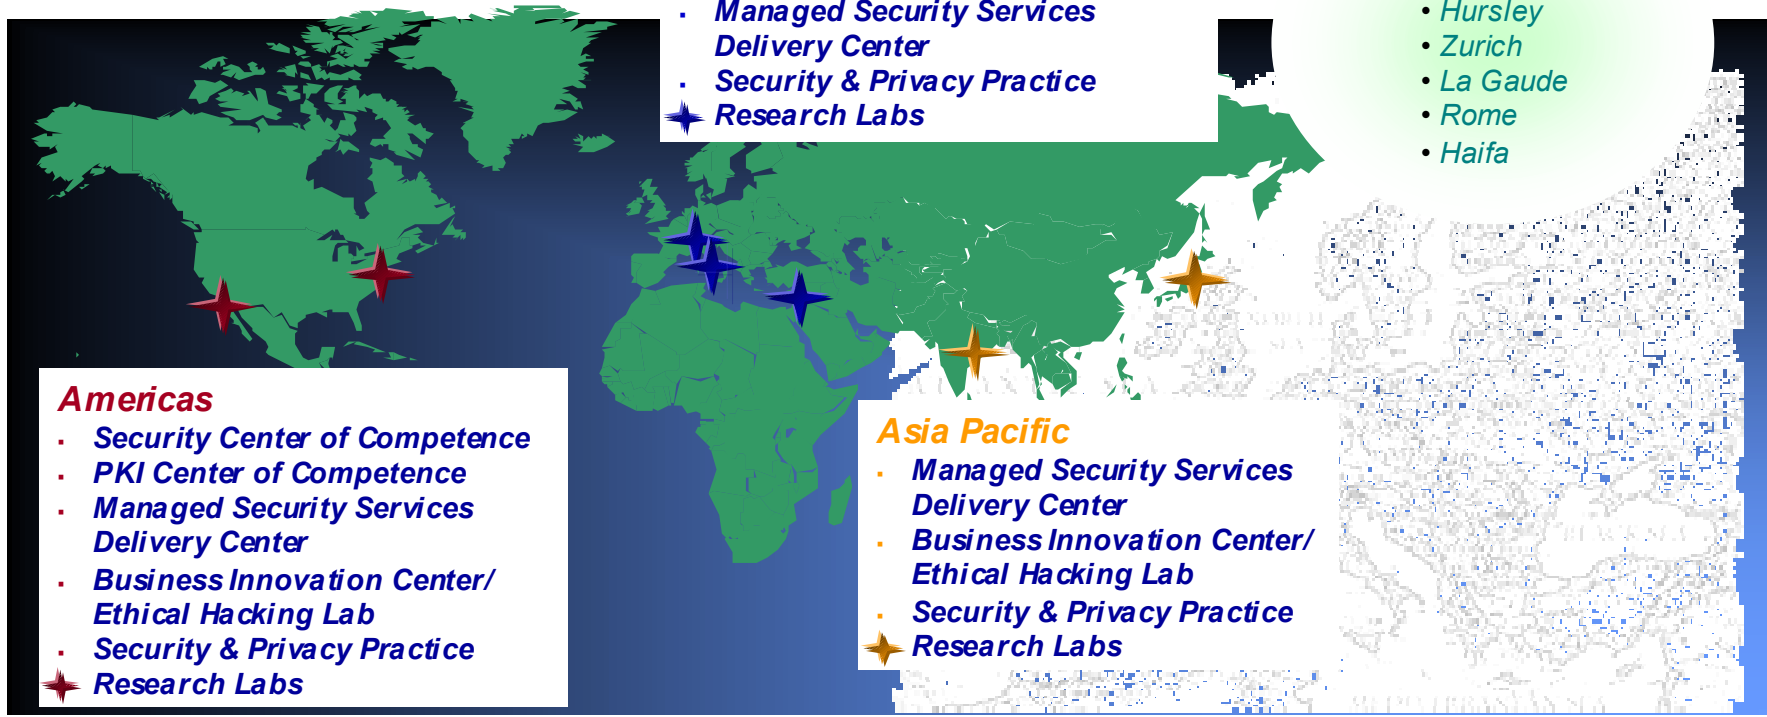 ▪ Managed Security Services
Delivery Center
▪ Security & Privacy Practice
Research Labs
• Hursley
• Zurich
• La Gaude
• Rome
• Haifa
Americas
▪ Security Center of Competence
▪ PKI Center of Competence
▪ Managed Security Services
Delivery Center
▪ Business Innovation Center/
Ethical Hacking Lab
▪ Security & Privacy Practice
Research Labs
Asia Pacific
▪ Managed Security Services
Delivery Center
▪ Business Innovation Center/
Ethical Hacking Lab
▪ Security & Privacy Practice
Research Labs